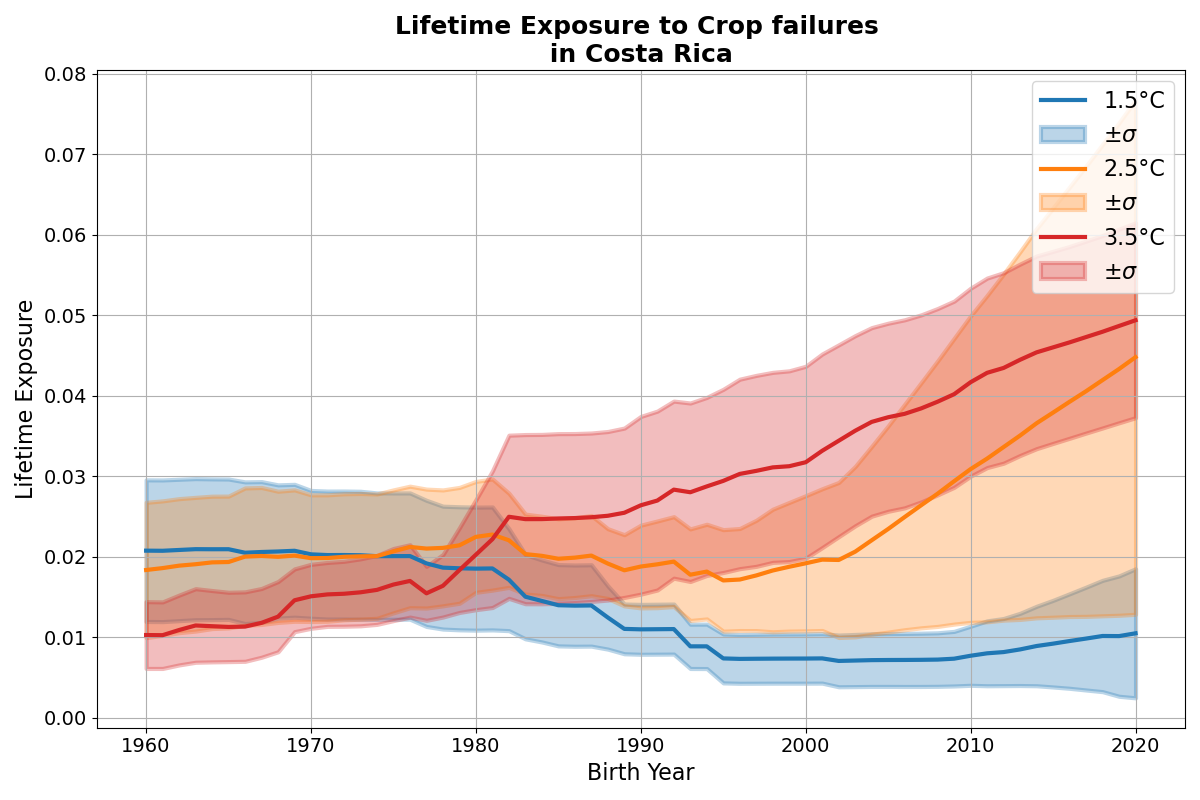 Lifetime Exposure to Crop failures
in Costa Rica
0.08
0.07
0.06
0.05
0.04
0.03
0.02
0.01
0.00
Lifetime Exposure
1.5°C
±σ
2.5°C
±σ
3.5°C
±σ
1960 1970 1980 1990 2000 2010 2020
Birth Year